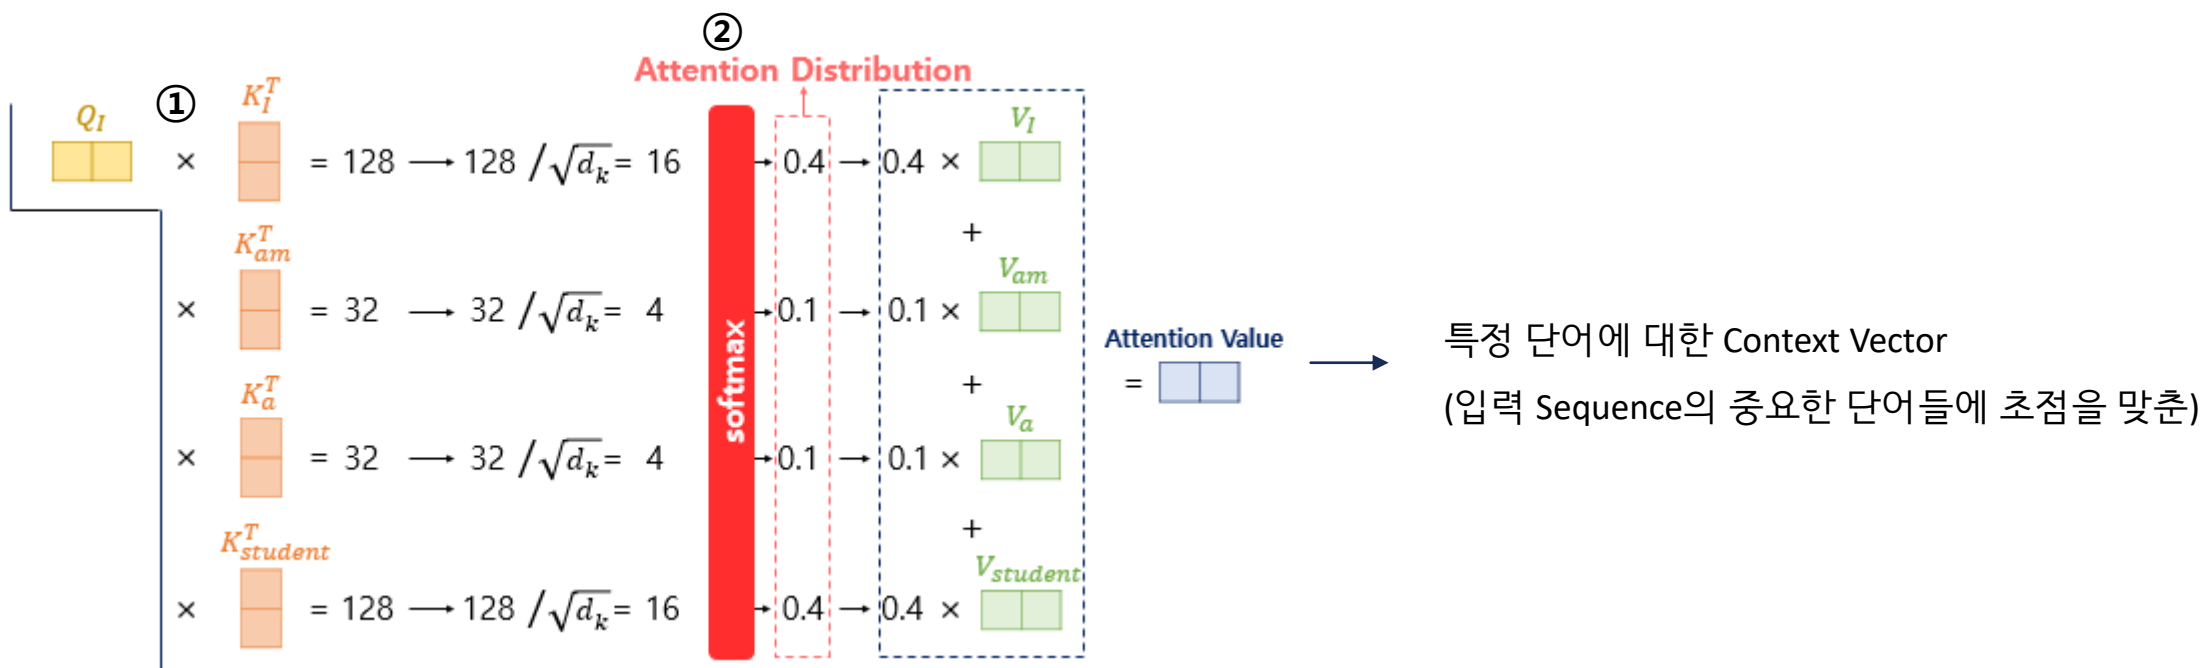 ②
Attention Distribution
Q_I ① K_I^T V_I
× = 128 → 128 /√d_k = 16 → 0.4 → 0.4 ×
+
K_am^T V_am
× = 32 → 32 /√d_k = 4 → 0.1 → 0.1 ×
softmax
Attention Value
=
특정 단어에 대한 Context Vector
(입력 Sequence의 중요한 단어들에 초점을 맞춘)
+
K_a^T V_a
× = 32 → 32 /√d_k = 4 → 0.1 → 0.1 ×
+
K_student^T V_student
× = 128 → 128 /√d_k = 16 → 0.4 → 0.4 ×